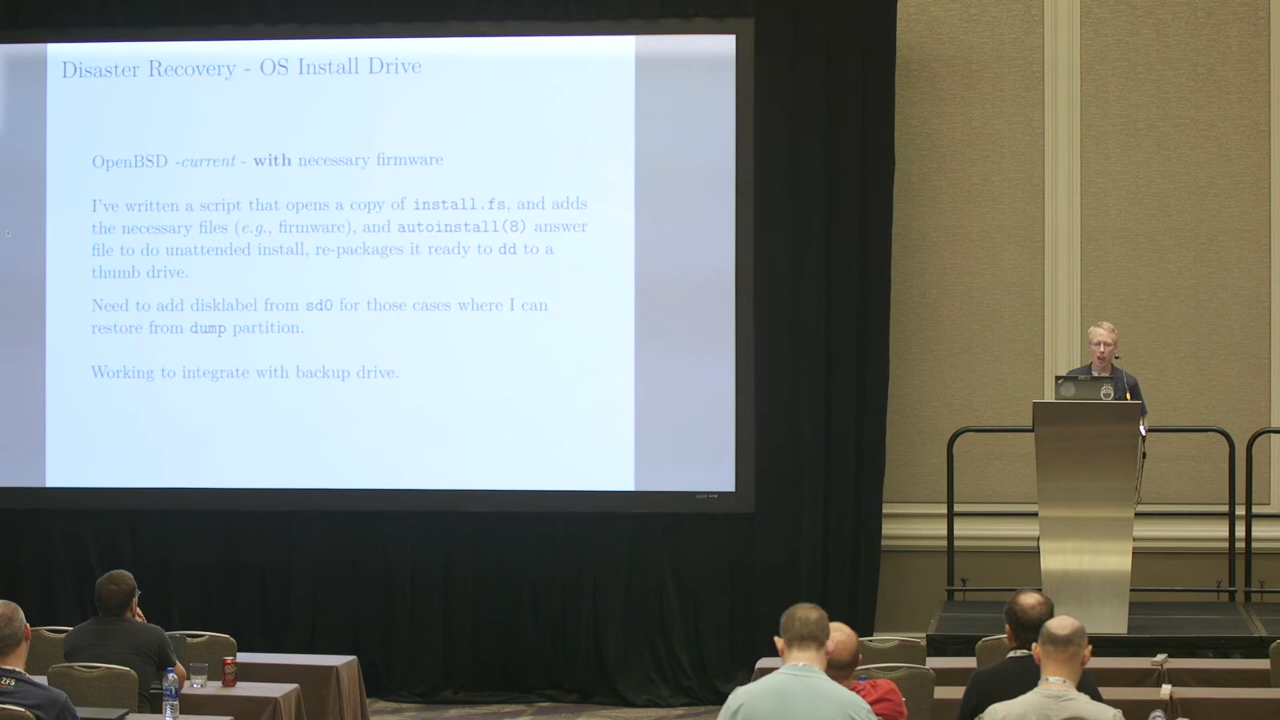 Disaster Recovery - OS Install Drive
OpenBSD -current - with necessary firmware
I've written a script that opens a copy of install.fs, and adds
the necessary files (e.g., firmware), and autoinstall(8) answer
file to do unattended install, re-packages it ready to dd to a
thumb drive.
Need to add disklabel from sd0 for those cases where I can
restore from dump partition.
Working to integrate with backup drive.
ZFS